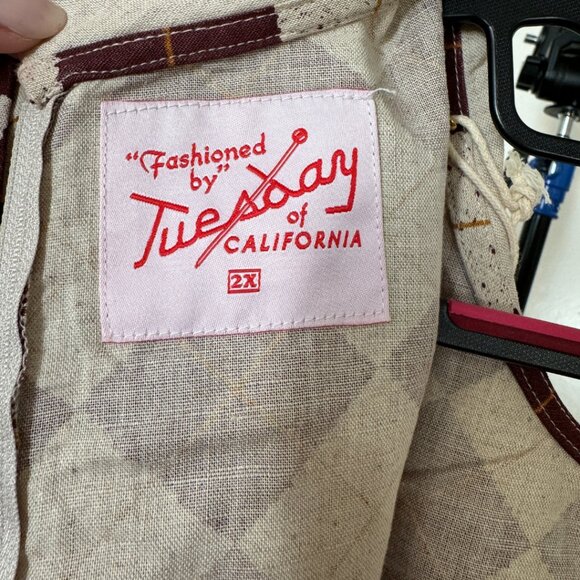 "Fashioned
by"
Tuesday
of
CALIFORNIA
2X